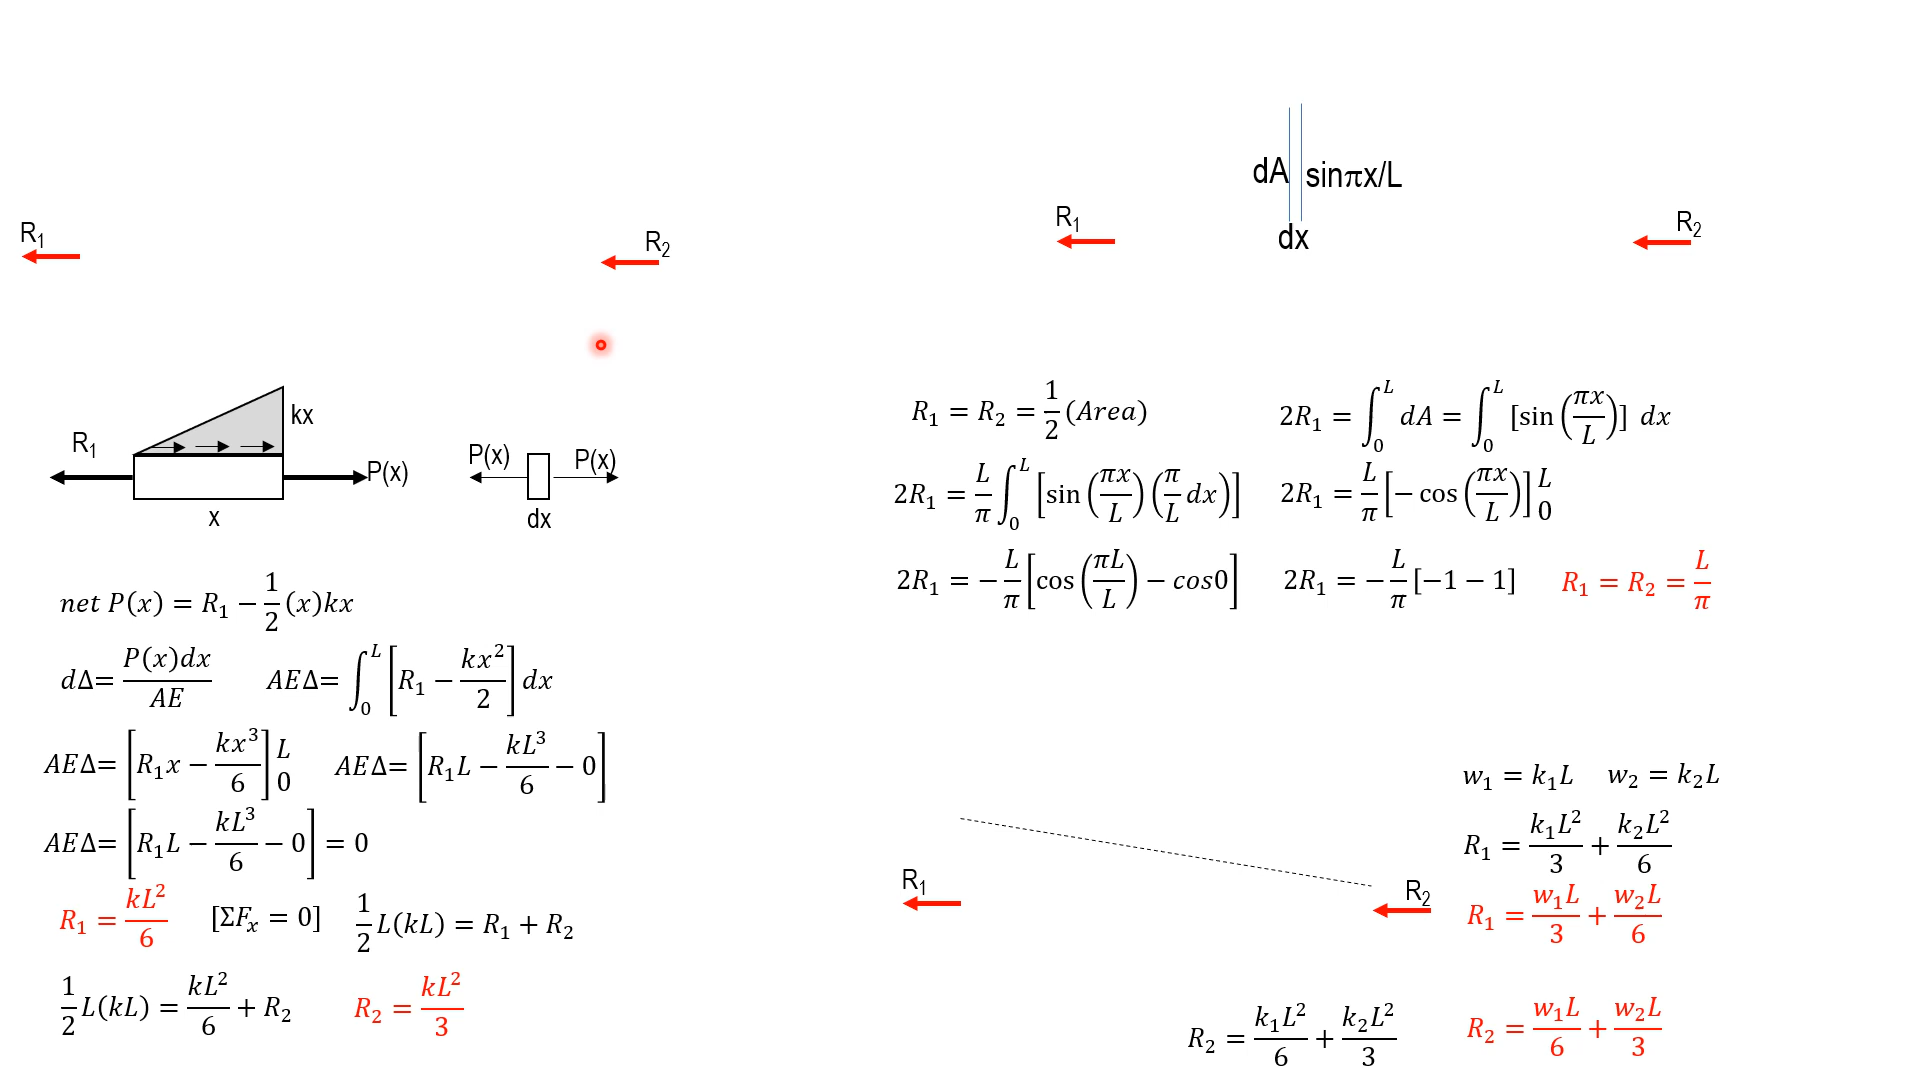 R₁
R₂
kx
R₁
P(x)
x
P(x)
P(x)
dx
net P(x) = R₁ − 1/2 (x)kx
dΔ= P(x)dx/AE
AEΔ= ∫₀ᴸ [R₁ − kx²/2] dx
AEΔ= [R₁x − kx³/6] L 0
AEΔ= [R₁L − kL³/6 − 0]
AEΔ= [R₁L − kL³/6 − 0] = 0
R₁ = kL²/6
[ΣFₓ = 0]
1/2 L(kL) = R₁ + R₂
1/2 L(kL) = kL²/6 + R₂
R₂ = kL²/3
dA
sinπx/L
dx
R₁
R₂
R₁ = R₂ = 1/2 (Area)
2R₁ = ∫₀ᴸ dA = ∫₀ᴸ [sin (πx/L)] dx
2R₁ = L/π ∫₀ᴸ [sin (πx/L) (π/L dx)]
2R₁ = L/π [− cos (πx/L)] L 0
2R₁ = − L/π [cos (πL/L) − cos0]
2R₁ = − L/π [−1 − 1]
R₁ = R₂ = L/π
R₁
R₂
w₁ = k₁L
w₂ = k₂L
R₁ = k₁L²/3 + k₂L²/6
R₁ = w₁L/3 + w₂L/6
R₂ = k₁L²/6 + k₂L²/3
R₂ = w₁L/6 + w₂L/3